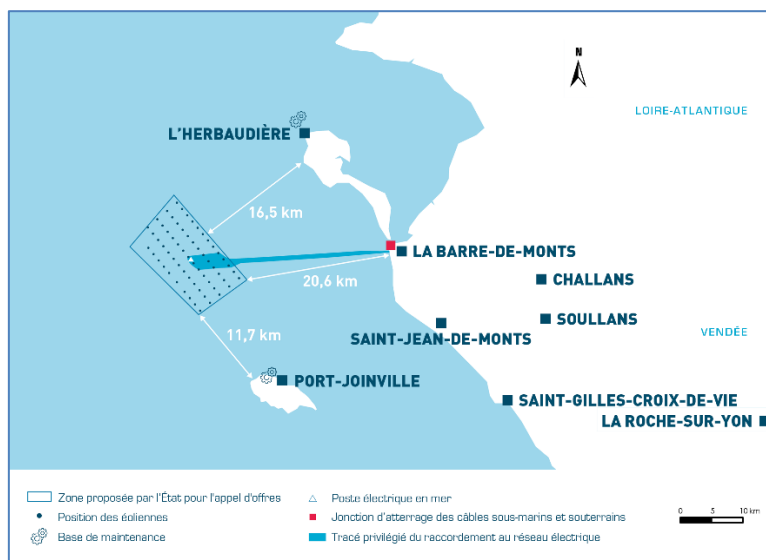 N
LOIRE-ATLANTIQUE
L'HERBAUDIÈRE
16,5 km
LA BARRE-DE-MONTS
20,6 km
CHALLANS
11,7 km
SOULLANS
SAINT-JEAN-DE-MONTS
VENDÉE
PORT-JOINVILLE
SAINT-GILLES-CROIX-DE-VIE
LA ROCHE-SUR-YON
Zone proposée par l'État pour l'appel d'offres
Position des éoliennes
Base de maintenance
Poste électrique en mer
Jonction d'atterrage des câbles sous-marins et souterrains
Tracé privilégié du raccordement au réseau électrique
0 5 10 km